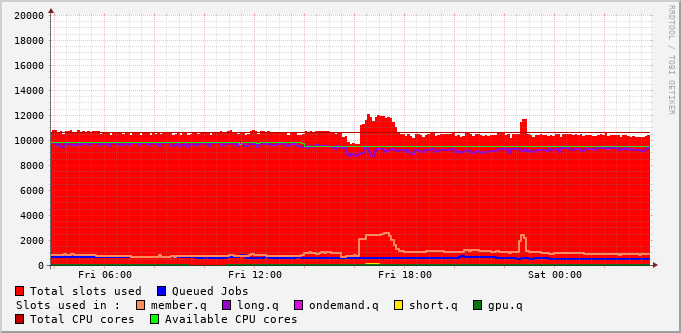 20000
18000
16000
14000
12000
10000
8000
6000
4000
2000
0
Fri 06:00 Fri 12:00 Fri 18:00 Sat 00:00
Total slots used Queued Jobs
Slots used in : member.q long.q ondemand.q short.q gpu.q
Total CPU cores Available CPU cores
RRDTOOL / TOBI OETIKER